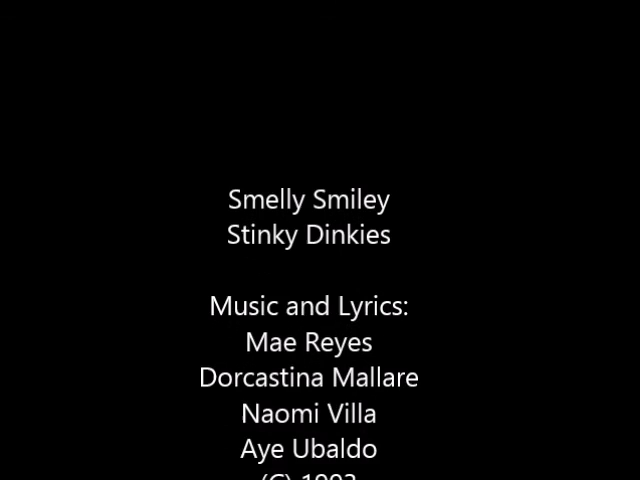 Smelly Smiley
Stinky Dinkies
Music and Lyrics:
Mae Reyes
Dorcastina Mallare
Naomi Villa
Aye Ubaldo